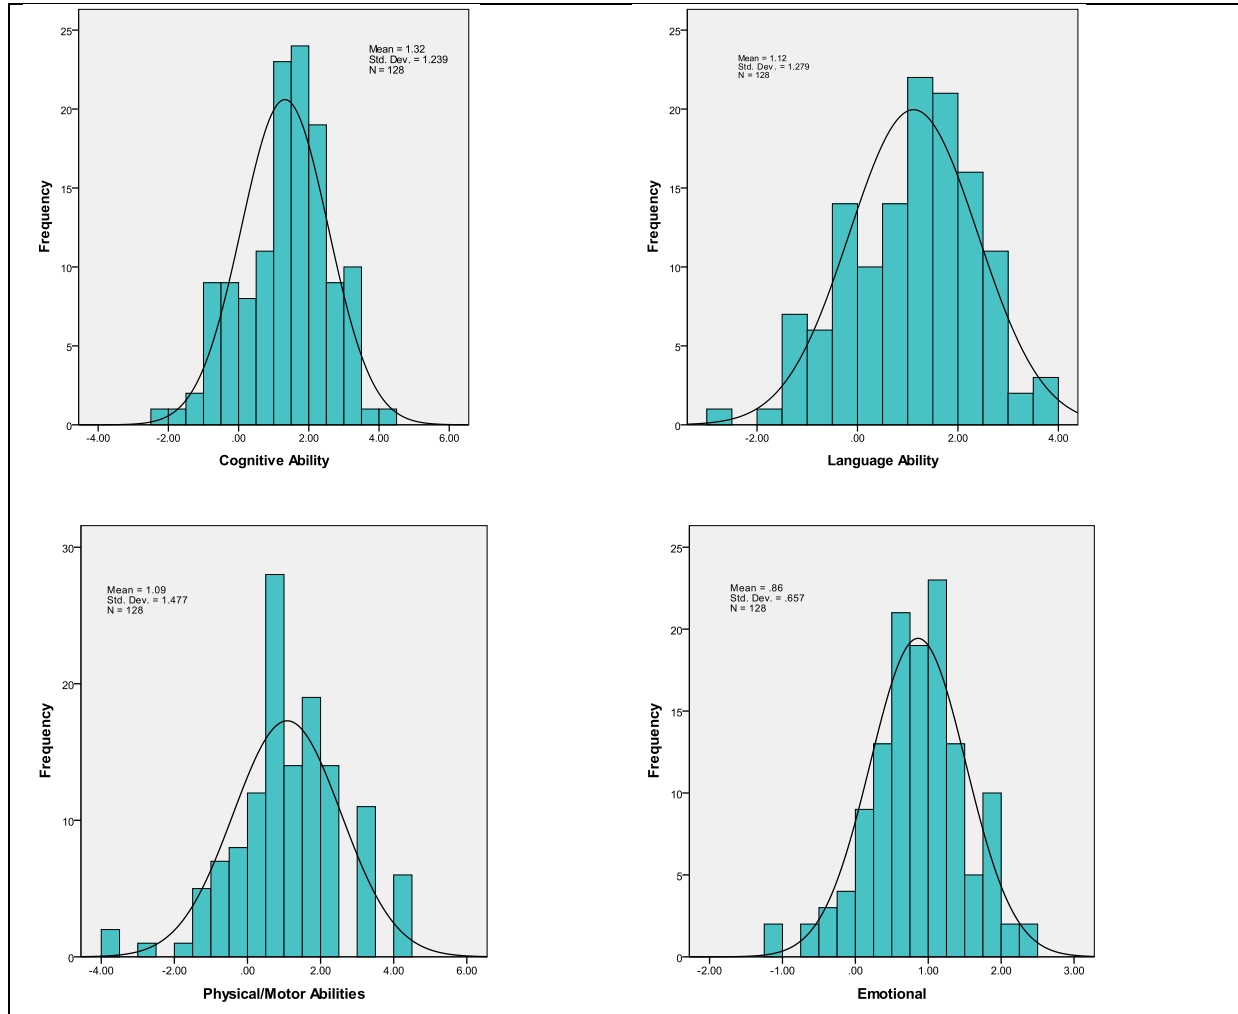 25
20
15
10
5
0
Frequency
Mean = 1.32
Std. Dev. = 1.239
N = 128
-4.00 -2.00 .00 2.00 4.00 6.00
Cognitive Ability
25
20
15
10
5
0
Frequency
Mean = 1.12
Std. Dev. = 1.279
N = 128
-2.00 .00 2.00 4.00
Language Ability
30
20
10
0
Frequency
Mean = 1.09
Std. Dev. = 1.477
N = 128
-4.00 -2.00 .00 2.00 4.00 6.00
Physical/Motor Abilities
25
20
15
10
5
0
Frequency
Mean = .86
Std. Dev. = .657
N = 128
-2.00 -1.00 .00 1.00 2.00 3.00
Emotional